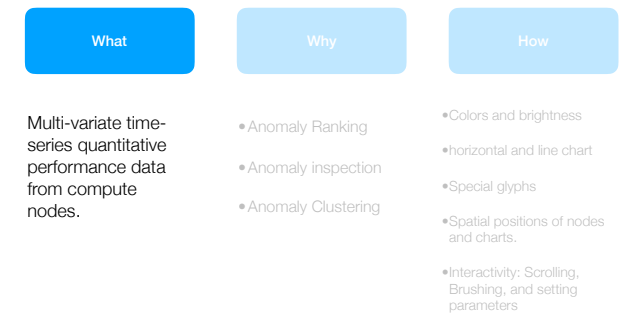 What
Why
How
Multi-variate time-
series quantitative
performance data
from compute
nodes.
•Anomaly Ranking
•Anomaly inspection
•Anomaly Clustering
•Colors and brightness
•horizontal and line chart
•Special glyphs
•Spatial positions of nodes
and charts.
•Interactivity: Scrolling,
Brushing, and setting
parameters